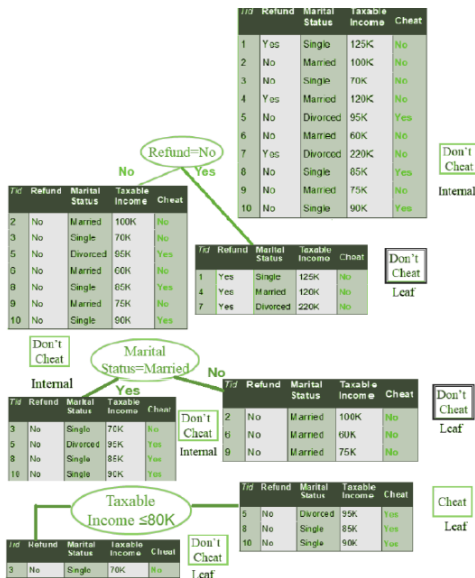 Tid Refund Marital Status Taxable Income Cheat
1 Yes Single 125K No
2 No Married 100K No
3 No Single 70K No
4 Yes Married 120K No
5 No Divorced 95K Yes
6 No Married 60K No
7 Yes Divorced 220K No
8 No Single 85K Yes
9 No Married 75K No
10 No Single 90K Yes
Don't
Cheat
Internal
Refund=No
No Yes
Tid Refund Marital Status Taxable Income Cheat
2 No Married 100K No
3 No Single 70K No
5 No Divorced 95K Yes
6 No Married 60K No
8 No Single 85K Yes
9 No Married 75K No
10 No Single 90K Yes
Tid Refund Marital Status Taxable Income Cheat
1 Yes Single 125K No
4 Yes Married 120K No
7 Yes Divorced 220K No
Don't
Cheat
Leaf
Don't
Cheat
Internal
Marital
Status=Married
Yes
No
Tid Refund Marital Status Taxable Income Cheat
3 No Single 70K No
5 No Divorced 95K Yes
8 No Single 85K Yes
10 No Single 90K Yes
Don't
Cheat
Internal
Tid Refund Marital Status Taxable Income Cheat
2 No Married 100K No
6 No Married 60K No
9 No Married 75K No
Don't
Cheat
Leaf
Taxable
Income ≤80K
Tid Refund Marital Status Taxable Income Cheat
5 No Divorced 95K Yes
8 No Single 85K Yes
10 No Single 90K Yes
Cheat
Leaf
Tid Refund Marital Status Taxable Income Cheat
3 No Single 70K No
Don't
Cheat
Leaf